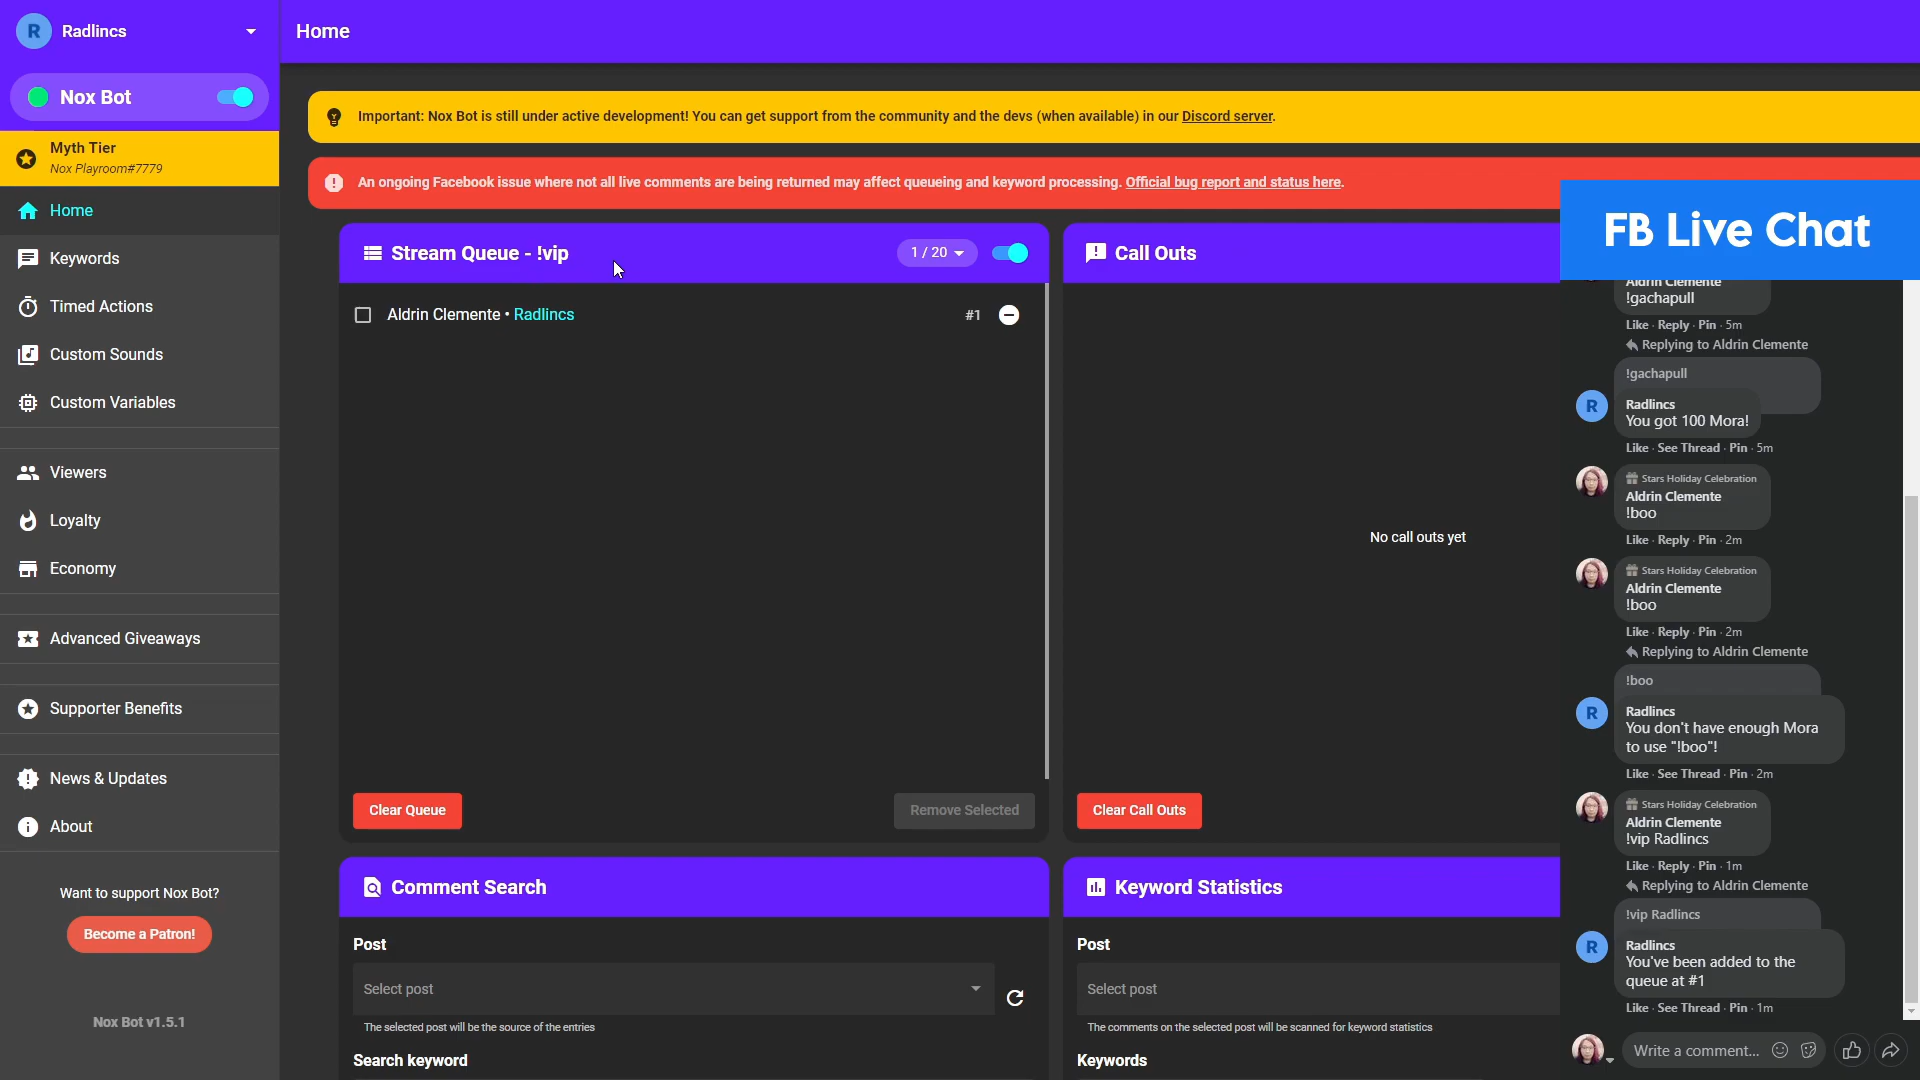 R
Radlincs
Home
Nox Bot
Myth Tier
Nox Playroom#7779
Home
Keywords
Timed Actions
Custom Sounds
Custom Variables
Viewers
Loyalty
Economy
Advanced Giveaways
Supporter Benefits
News & Updates
About
Want to support Nox Bot?
Become a Patron!
Nox Bot v1.5.1
Important: Nox Bot is still under active development! You can get support from the community and the devs (when available) in our Discord server.
An ongoing Facebook issue where not all live comments are being returned may affect queueing and keyword processing. Official bug report and status here.
Stream Queue - !vip
1 / 20
Aldrin Clemente • Radlincs
#1
Clear Queue
Remove Selected
Call Outs
No call outs yet
Clear Call Outs
Comment Search
Post
Select post
The selected post will be the source of the entries
Search keyword
Keyword Statistics
Post
Select post
The comments on the selected post will be scanned for keyword statistics
Keywords
FB Live Chat
Aldrin Clemente
!gachapull
Like · Reply · Pin · 5m
Replying to Aldrin Clemente
!gachapull
R
Radlincs
You got 100 Mora!
Like · See Thread · Pin · 5m
Stars Holiday Celebration
Aldrin Clemente
!boo
Like · Reply · Pin · 2m
Stars Holiday Celebration
Aldrin Clemente
!boo
Like · Reply · Pin · 2m
Replying to Aldrin Clemente
!boo
R
Radlincs
You don't have enough Mora
to use "!boo"!
Like · See Thread · Pin · 2m
Stars Holiday Celebration
Aldrin Clemente
!vip Radlincs
Like · Reply · Pin · 1m
Replying to Aldrin Clemente
!vip Radlincs
R
Radlincs
You've been added to the
queue at #1
Like · See Thread · Pin · 1m
Write a comment...